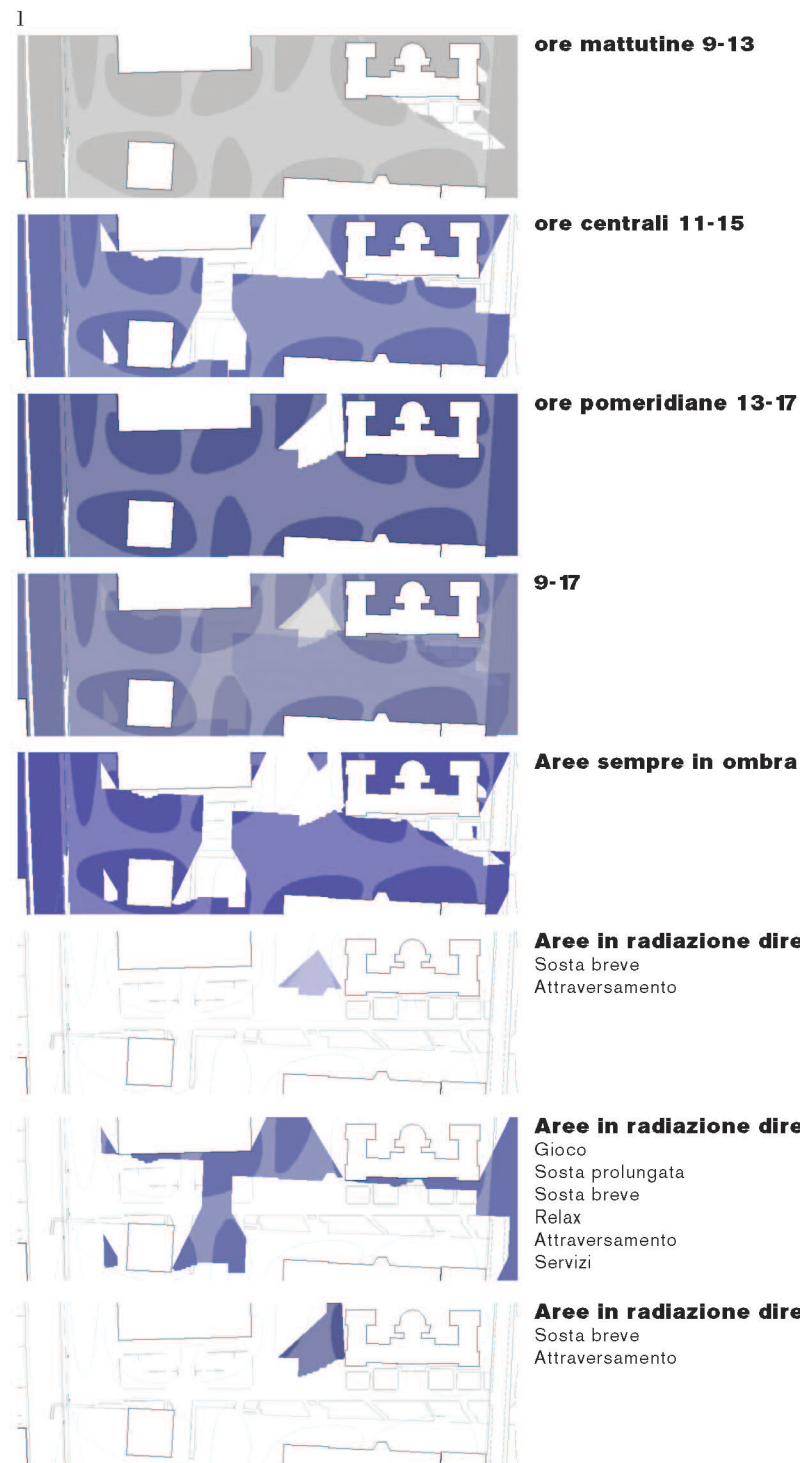 1
ore mattutine 9-13
ore centrali 11-15
ore pomeridiane 13-17
9-17
Aree sempre in ombra
Aree in radiazione dire
Sosta breve
Attraversamento
Aree in radiazione dire
Gioco
Sosta prolungata
Sosta breve
Relax
Attraversamento
Servizi
Aree in radiazione dire
Sosta breve
Attraversamento